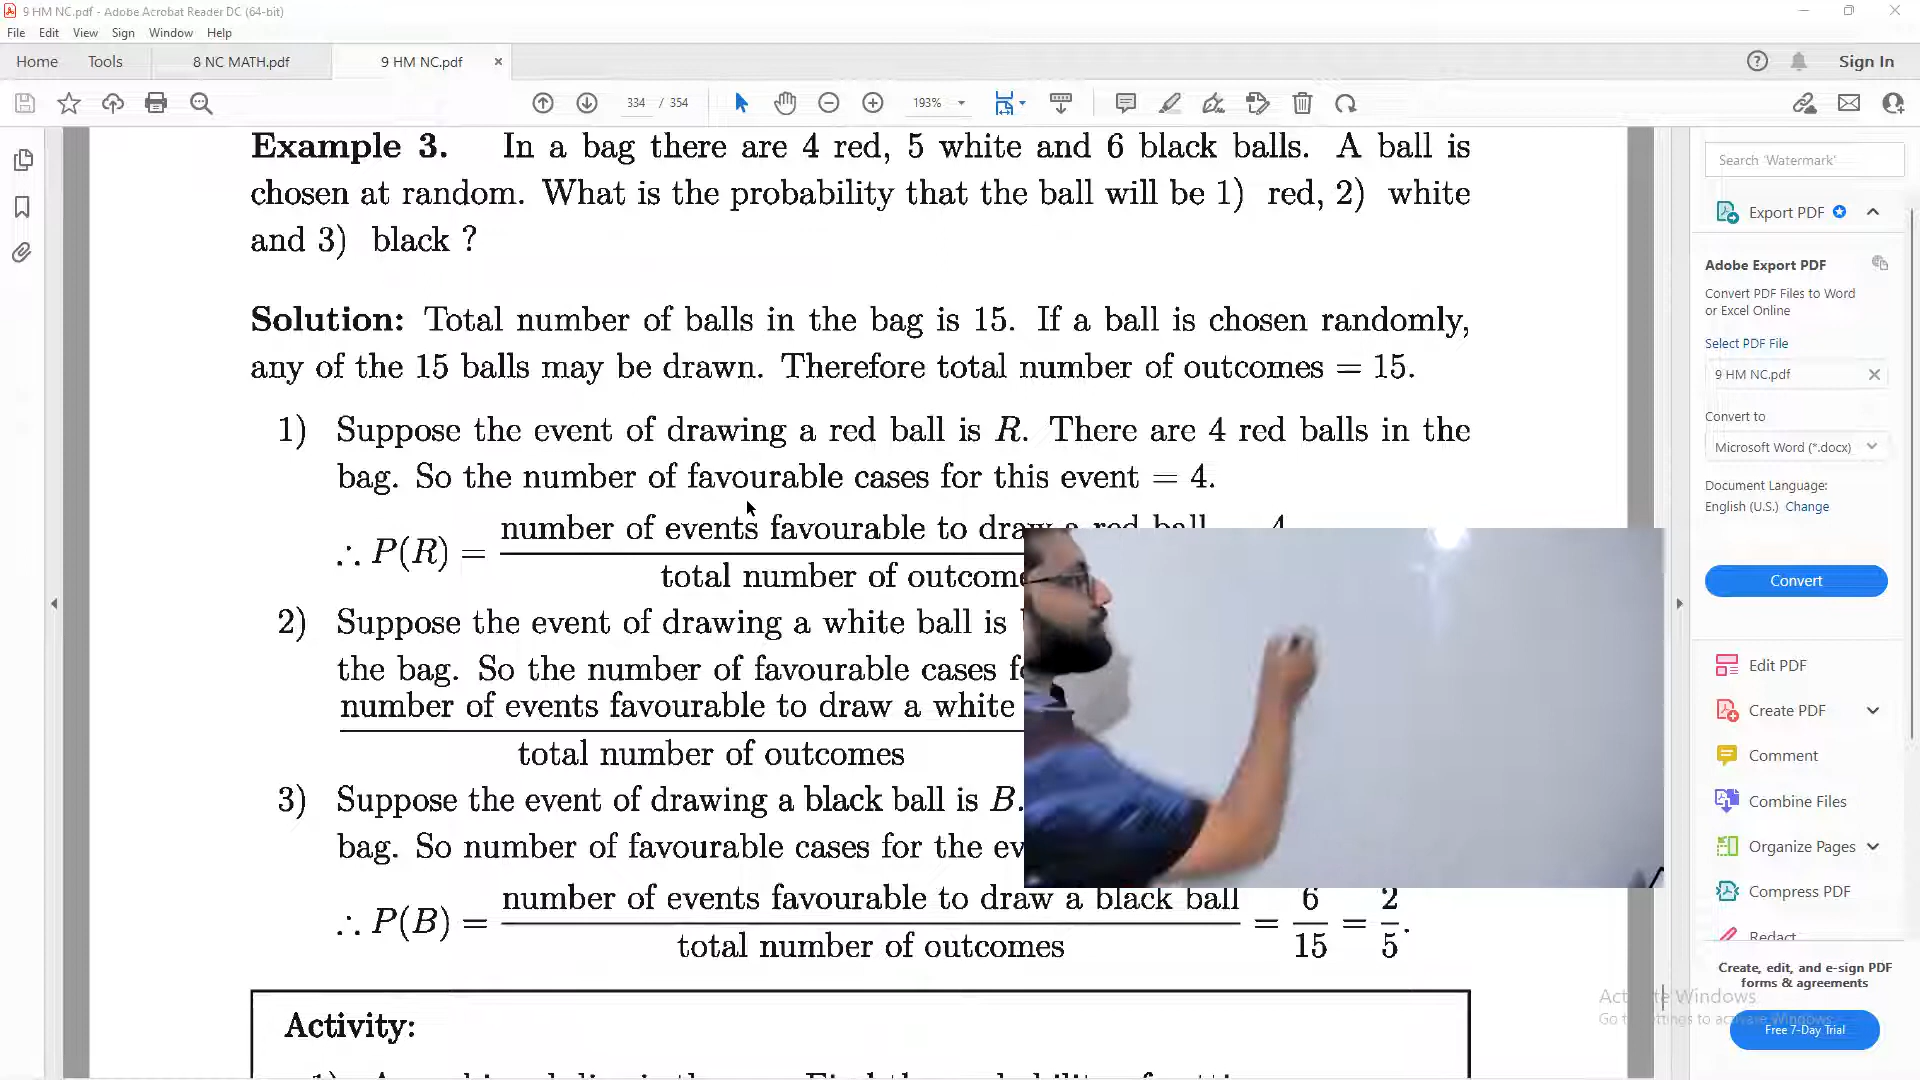 9 HM NC.pdf - Adobe Acrobat Reader DC (64-bit)
File Edit View Sign Window Help
Home Tools 8 NC MATH.pdf 9 HM NC.pdf × Sign In
334 / 354 193%
Example 3. In a bag there are 4 red, 5 white and 6 black balls. A ball is
chosen at random. What is the probability that the ball will be 1) red, 2) white
and 3) black ?
Solution: Total number of balls in the bag is 15. If a ball is chosen randomly,
any of the 15 balls may be drawn. Therefore total number of outcomes = 15.
1) Suppose the event of drawing a red ball is R. There are 4 red balls in the
bag. So the number of favourable cases for this event = 4.
∴ P(R) = number of events favourable to draw a red ball 4
total number of
2) Suppose the event of drawing a white ball is
the bag. So the number of favourable cases
number of events favourable to draw a white
total number of outcomes
3) Suppose the event of drawing a black ball is B.
bag. So number of favourable cases for the
∴ P(B) = number of events favourable to draw a black ball / total number of outcomes = 6/15 = 2/5.
Activity:
Search 'Watermark'
Export PDF
Adobe Export PDF
Convert PDF Files to Word
or Excel Online
Select PDF File
9 HM NC.pdf
Convert to
Microsoft Word (*.docx)
Document Language:
English (U.S.) Change
Convert
Edit PDF
Create PDF
Comment
Combine Files
Organize Pages
Compress PDF
Redact
Create, edit, and e-sign PDF
forms & agreements
Free 7-Day Trial
Activate Windows
Go to Settings to activate Windows.